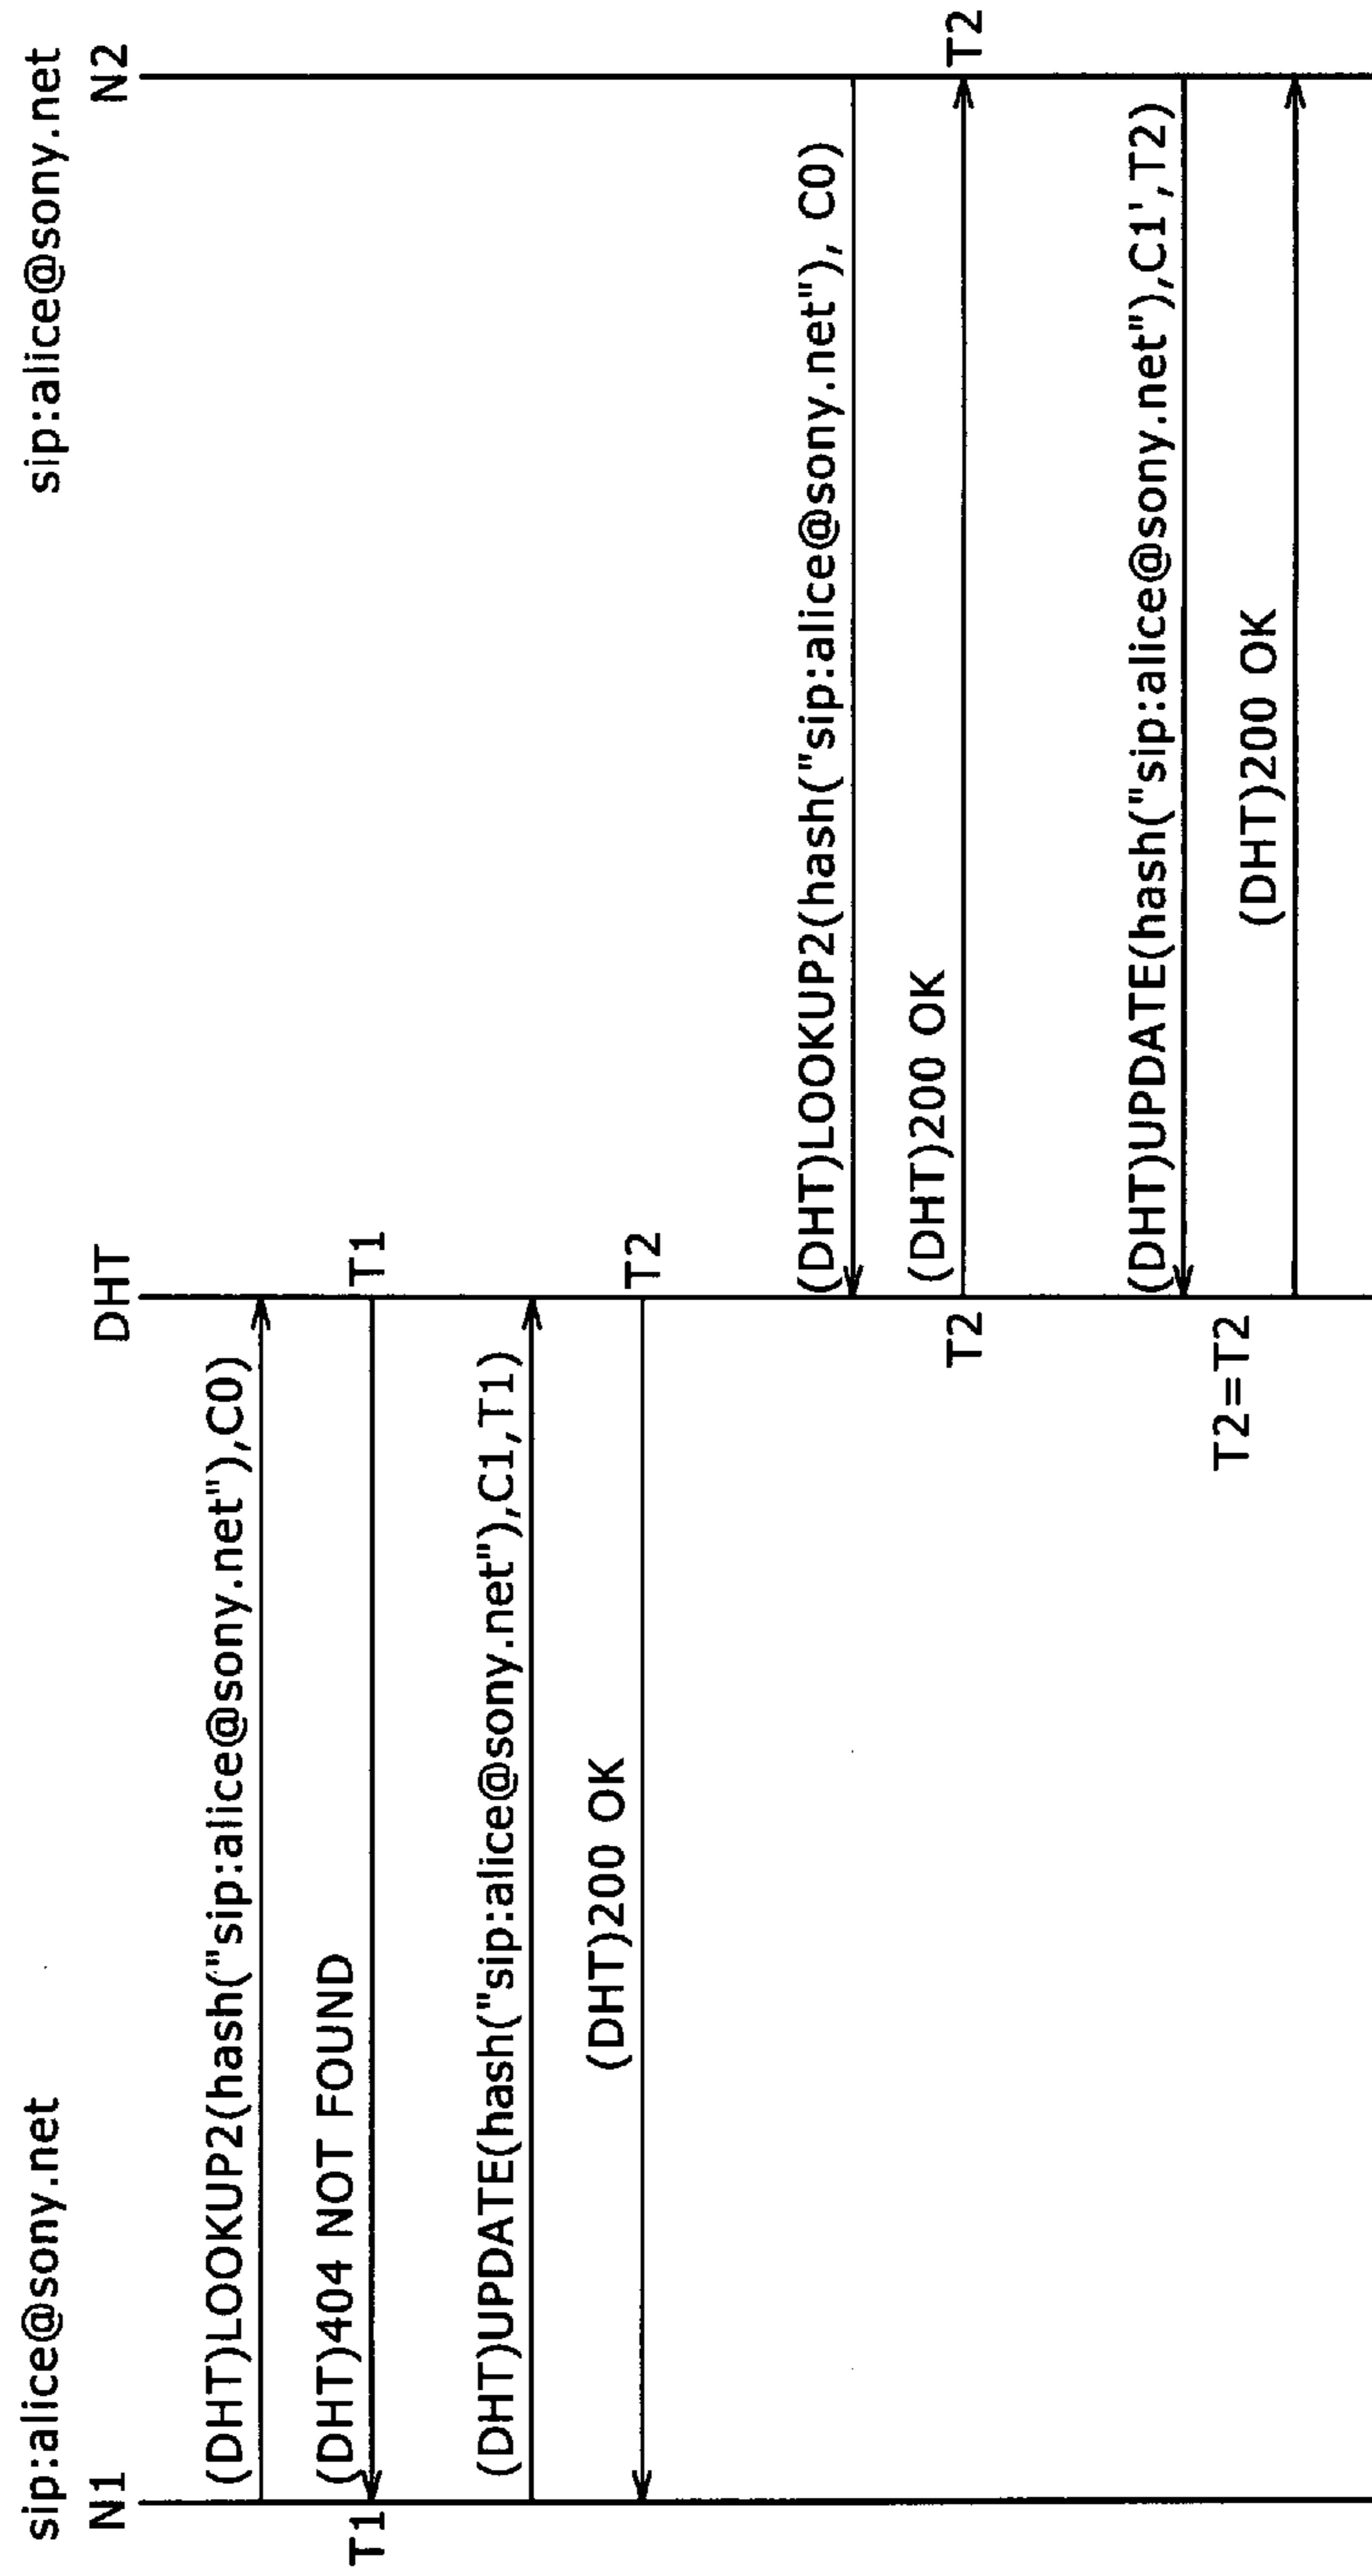 sip:alice@sony.net
sip:alice@sony.net
N1
DHT
N2
(DHT)LOOKUP2(hash("sip:alice@sony.net"),C0)
(DHT)404 NOT FOUND
T1
T1
(DHT)UPDATE(hash("sip:alice@sony.net"),C1,T1)
(DHT)200 OK
T2
(DHT)LOOKUP2(hash("sip:alice@sony.net"), C0)
(DHT)200 OK
T2
T2
(DHT)UPDATE(hash("sip:alice@sony.net"),C1',T2)
T2=T2
(DHT)200 OK